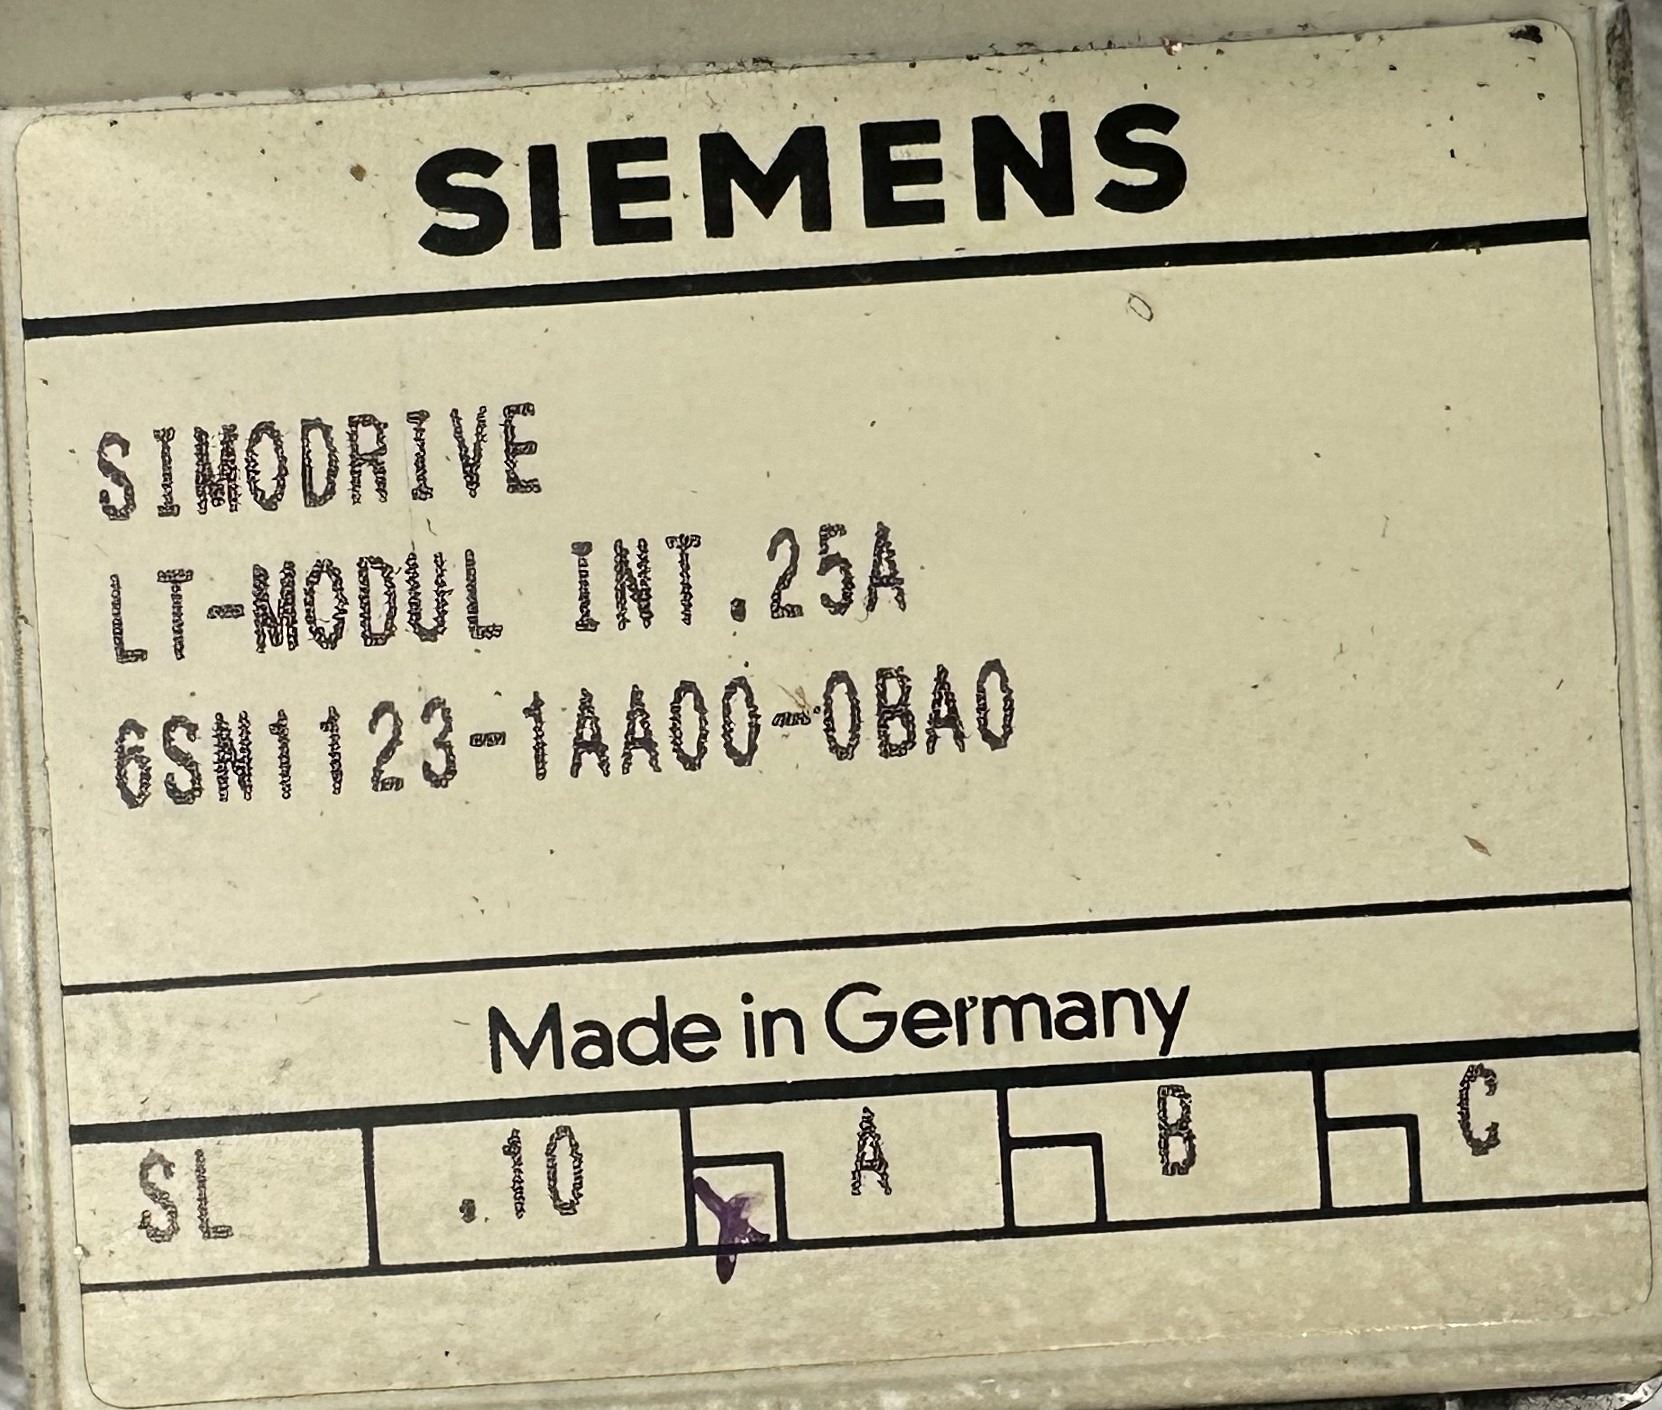 SIEMENS
SIMODRIVE
LT-MODUL INT.25A
6SN1123-1AA00-0BA0
Made in Germany
SL .10 A B C